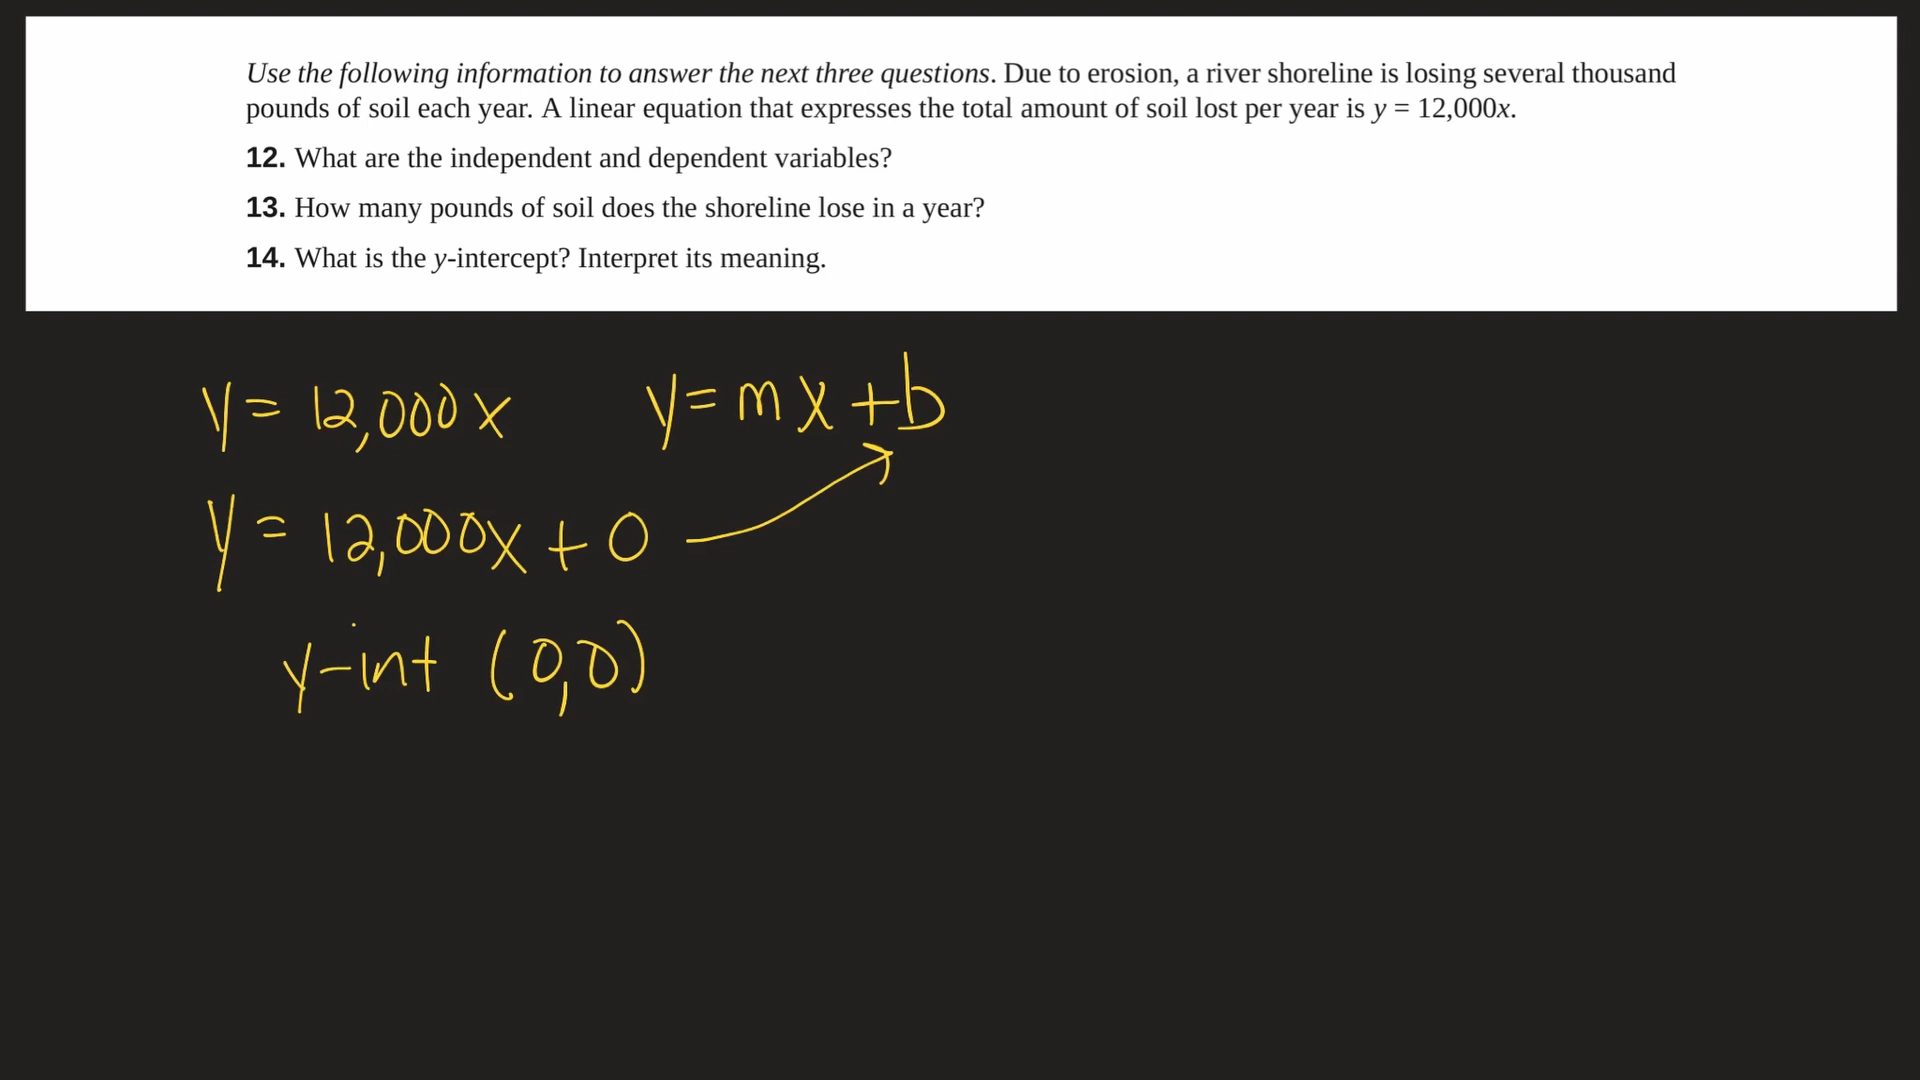 Use the following information to answer the next three questions. Due to erosion, a river shoreline is losing several thousand
pounds of soil each year. A linear equation that expresses the total amount of soil lost per year is y = 12,000x.
12. What are the independent and dependent variables?
13. How many pounds of soil does the shoreline lose in a year?
14. What is the y-intercept? Interpret its meaning.
y = 12,000x y = mx + b
y = 12,000x + 0
y-int (0,0)